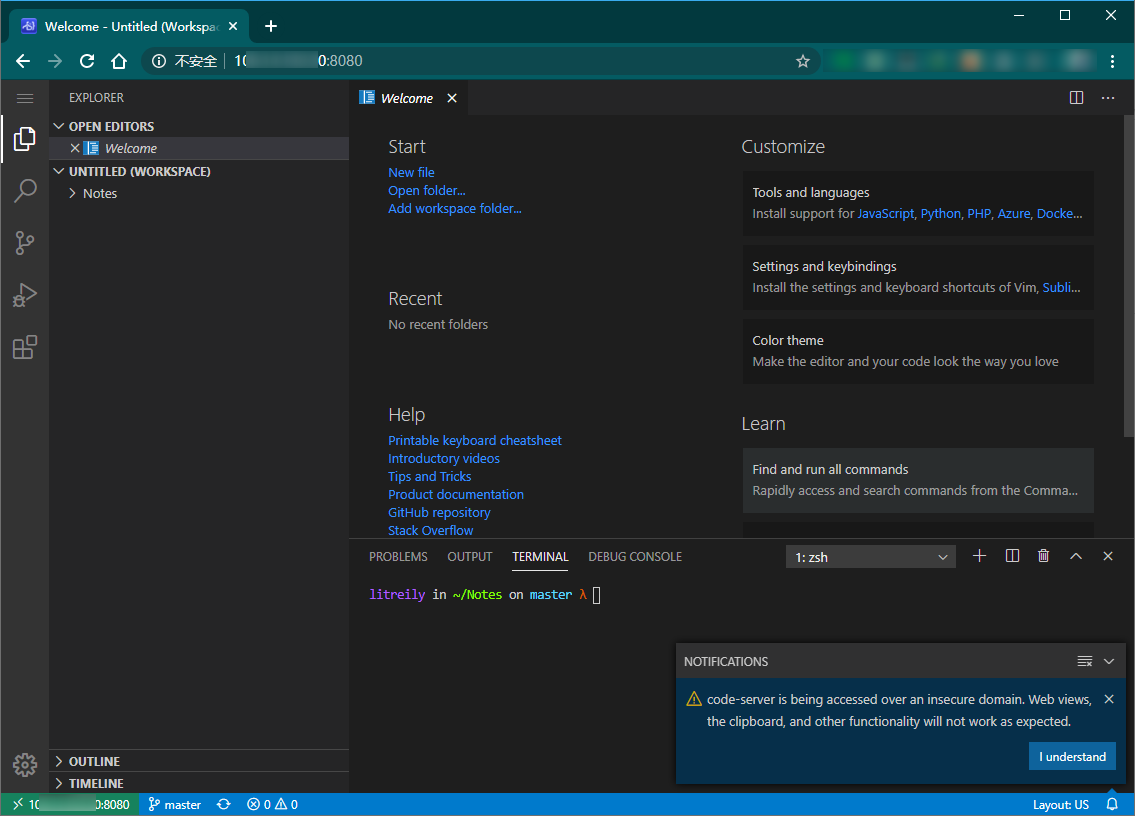 Welcome - Untitled (Workspa
不安全 10 0:8080
EXPLORER
OPEN EDITORS
Welcome
UNTITLED (WORKSPACE)
Notes
OUTLINE
TIMELINE
Welcome
Start
New file
Open folder...
Add workspace folder...
Recent
No recent folders
Help
Printable keyboard cheatsheet
Introductory videos
Tips and Tricks
Product documentation
GitHub repository
Stack Overflow
Customize
Tools and languages
Install support for JavaScript, Python, PHP, Azure, Docke...
Settings and keybindings
Install the settings and keyboard shortcuts of Vim, Subli...
Color theme
Make the editor and your code look the way you love
Learn
Find and run all commands
Rapidly access and search commands from the Comma...
PROBLEMS OUTPUT TERMINAL DEBUG CONSOLE 1: zsh
litreily in ~/Notes on master λ
NOTIFICATIONS
code-server is being accessed over an insecure domain. Web views,
the clipboard, and other functionality will not work as expected.
I understand
10 0:8080 master 0 0 Layout: US